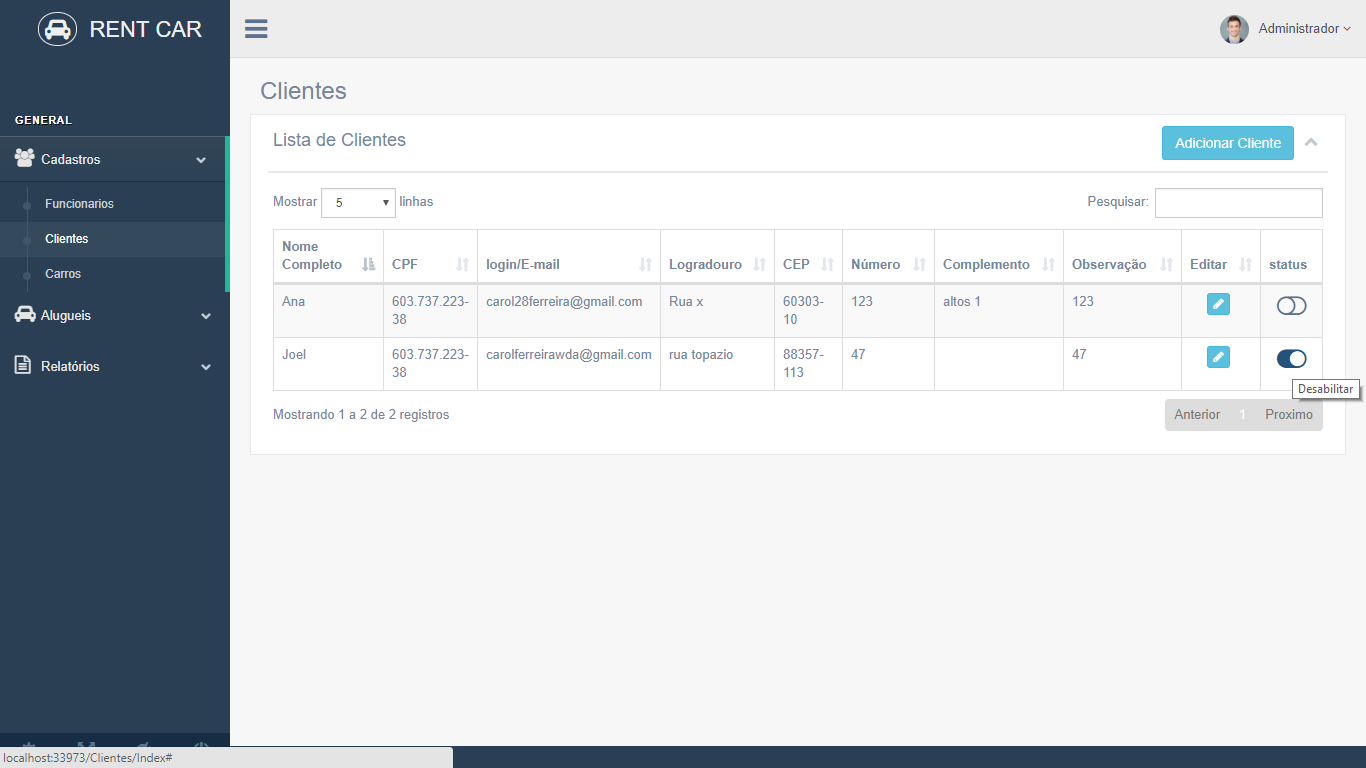 RENT CAR
Administrador
GENERAL
Cadastros
Funcionarios
Clientes
Carros
Alugueis
Relatórios
Clientes
Lista de Clientes
Adicionar Cliente
Mostrar 5 linhas
Pesquisar:
Nome Completo CPF login/E-mail Logradouro CEP Número Complemento Observação Editar status
Ana 603.737.223-38 carol28ferreira@gmail.com Rua x 60303-10 123 altos 1 123
Joel 603.737.223-38 carolferreirawda@gmail.com rua topazio 88357-113 47 47
Desabilitar
Mostrando 1 a 2 de 2 registros
Anterior 1 Proximo
localhost:33973/Clientes/Index#